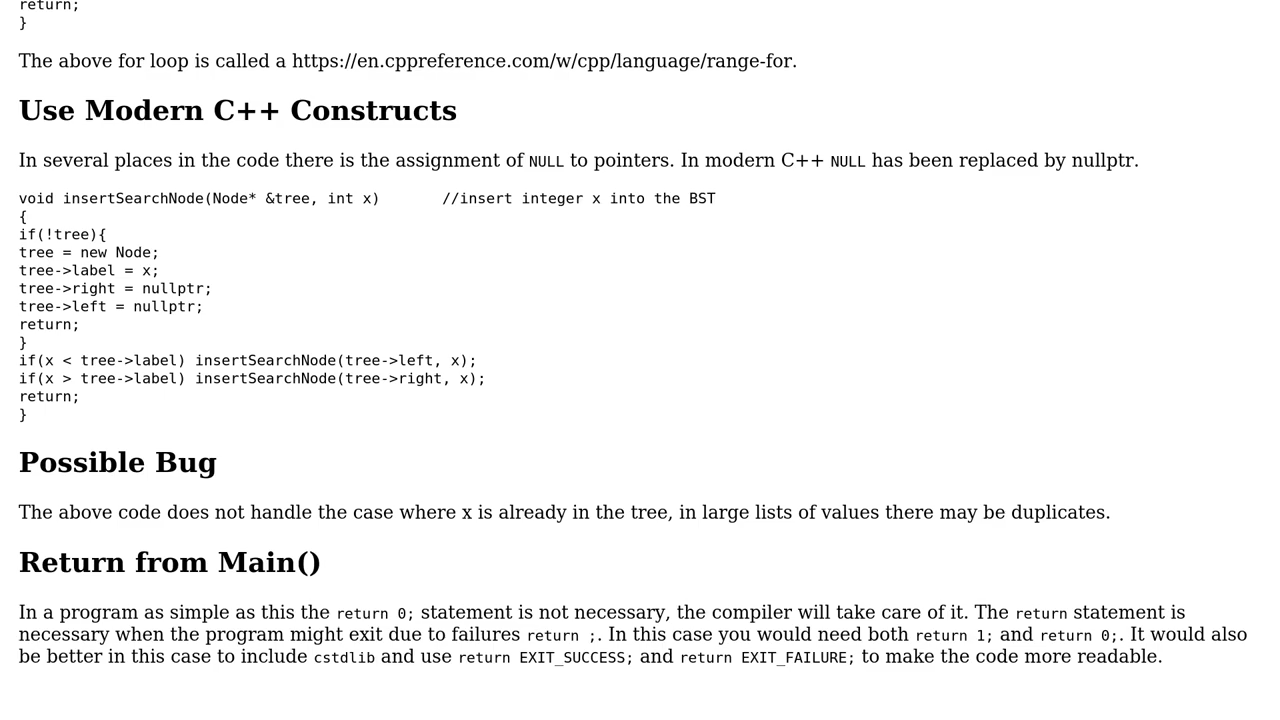 return;
}
The above for loop is called a https://en.cppreference.com/w/cpp/language/range-for.
Use Modern C++ Constructs
In several places in the code there is the assignment of NULL to pointers. In modern C++ NULL has been replaced by nullptr.
void insertSearchNode(Node* &tree, int x)       //insert integer x into the BST
{
if(!tree){
tree = new Node;
tree->label = x;
tree->right = nullptr;
tree->left = nullptr;
return;
}
if(x < tree->label) insertSearchNode(tree->left, x);
if(x > tree->label) insertSearchNode(tree->right, x);
return;
}
Possible Bug
The above code does not handle the case where x is already in the tree, in large lists of values there may be duplicates.
Return from Main()
In a program as simple as this the return 0; statement is not necessary, the compiler will take care of it. The return statement is
necessary when the program might exit due to failures return ;. In this case you would need both return 1; and return 0;. It would also
be better in this case to include cstdlib and use return EXIT_SUCCESS; and return EXIT_FAILURE; to make the code more readable.